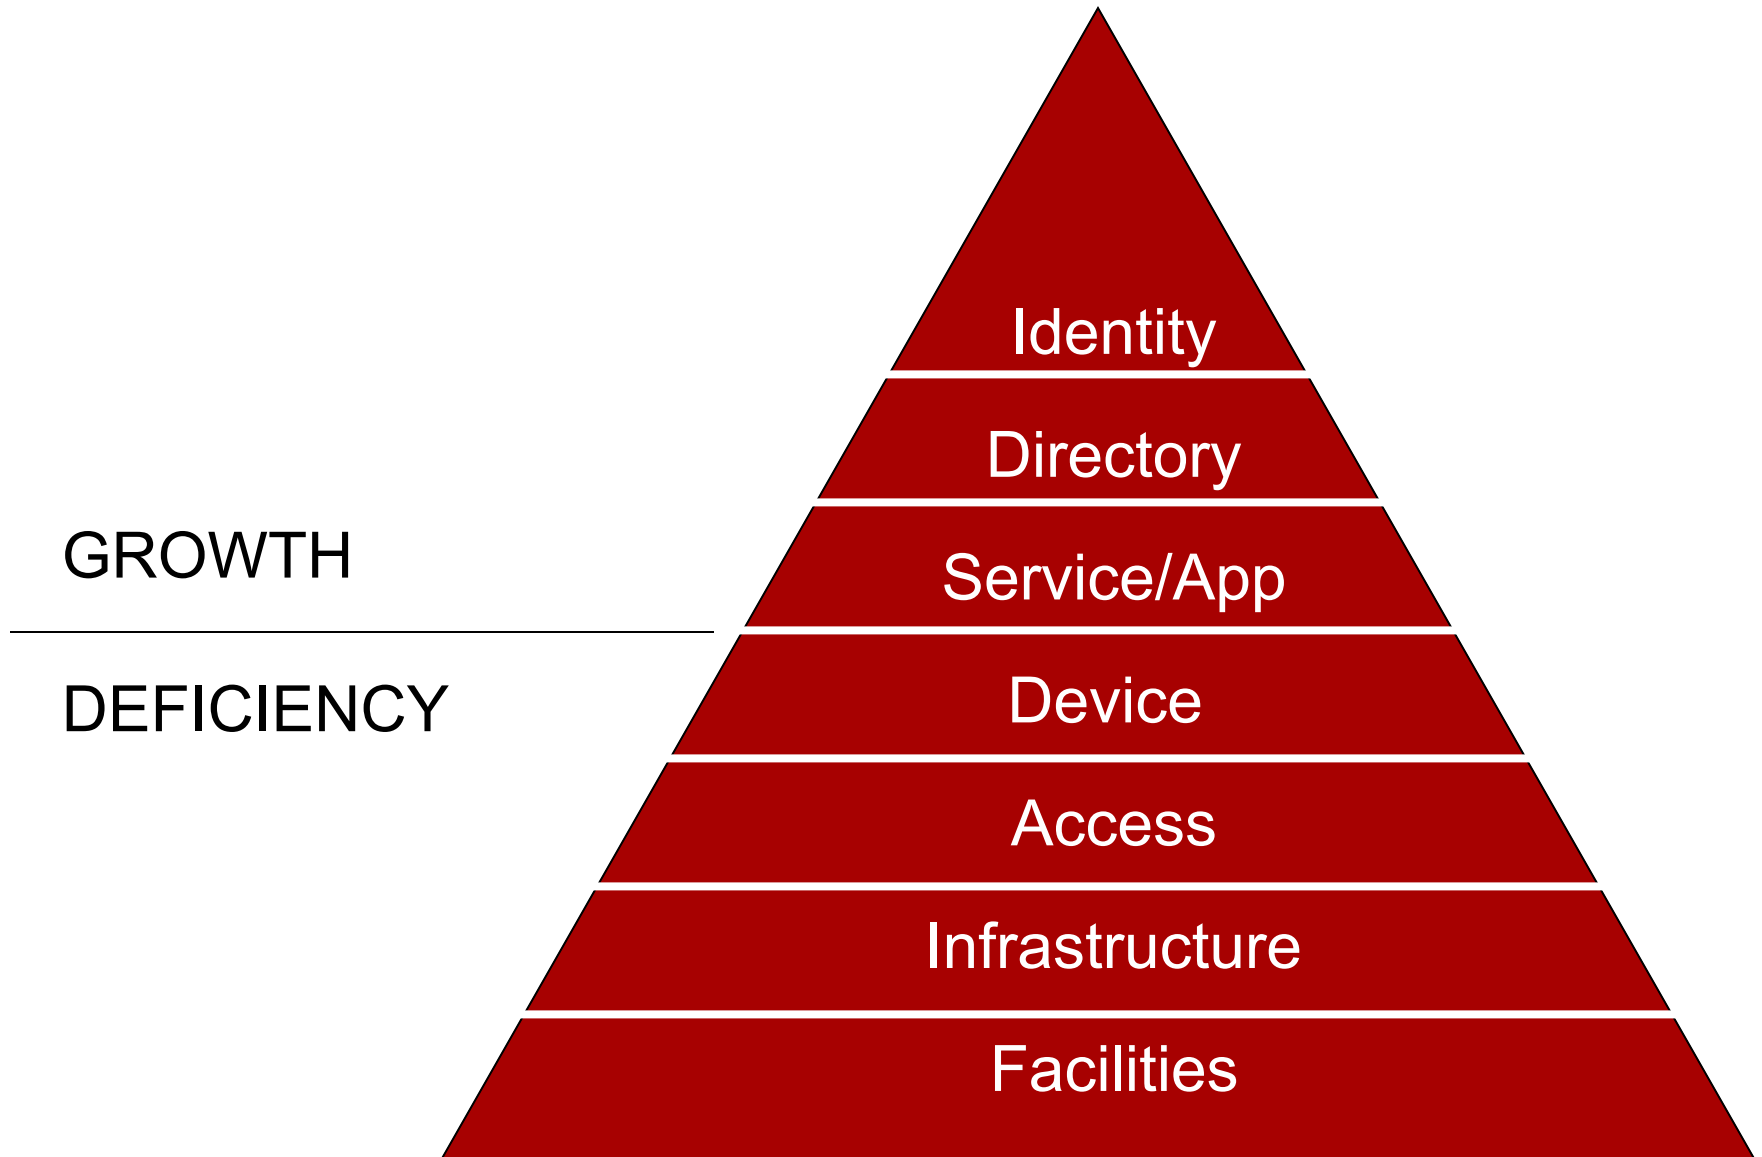 Identity
Directory
GROWTH
Service/App
DEFICIENCY
Device
Access
Infrastructure
Facilities